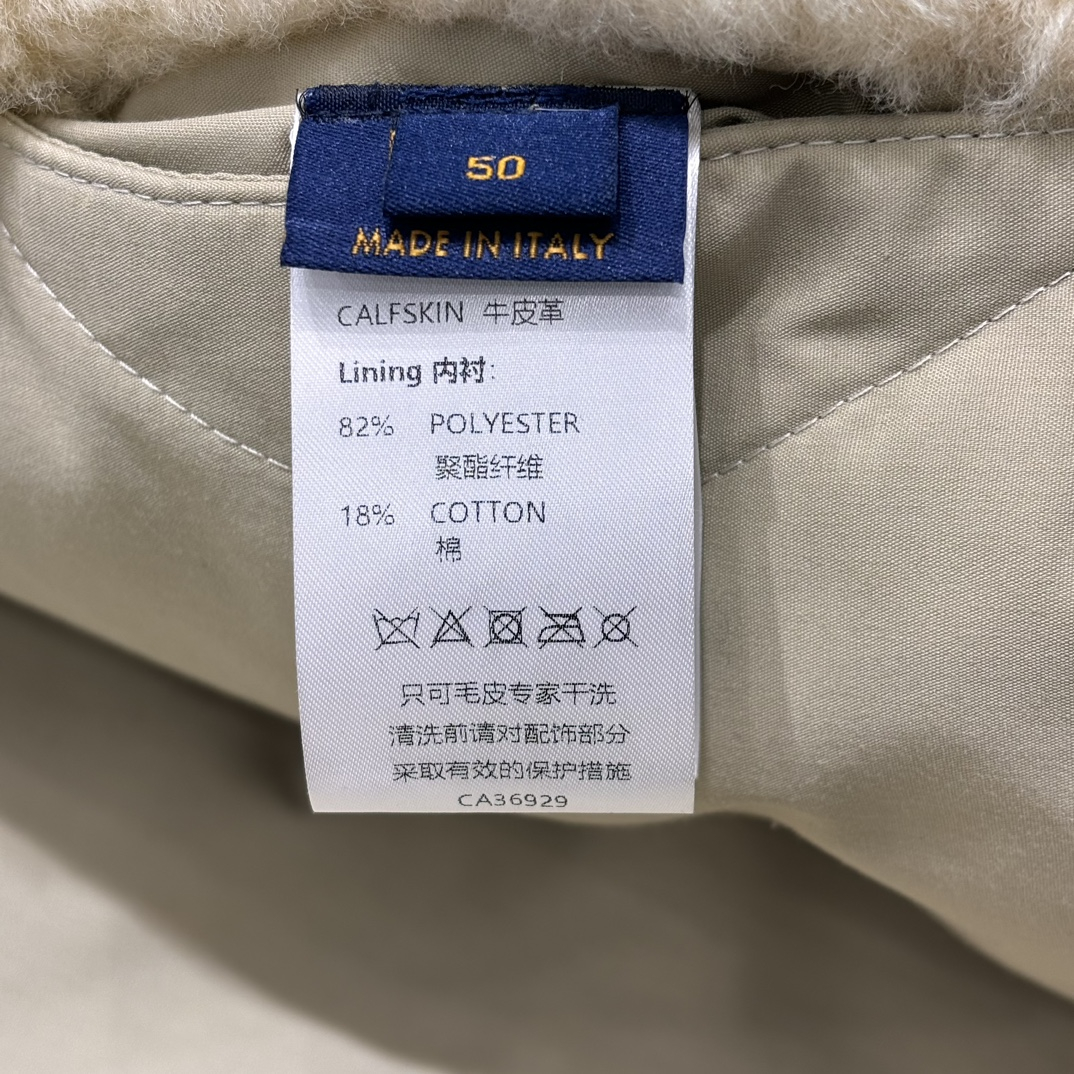 50
MADE IN ITALY
CALFSKIN 牛皮革
Lining 内衬:
82% POLYESTER
聚酯纤维
18% COTTON
棉
只可毛皮专家干洗
清洗前请对配饰部分
采取有效的保护措施
CA36929